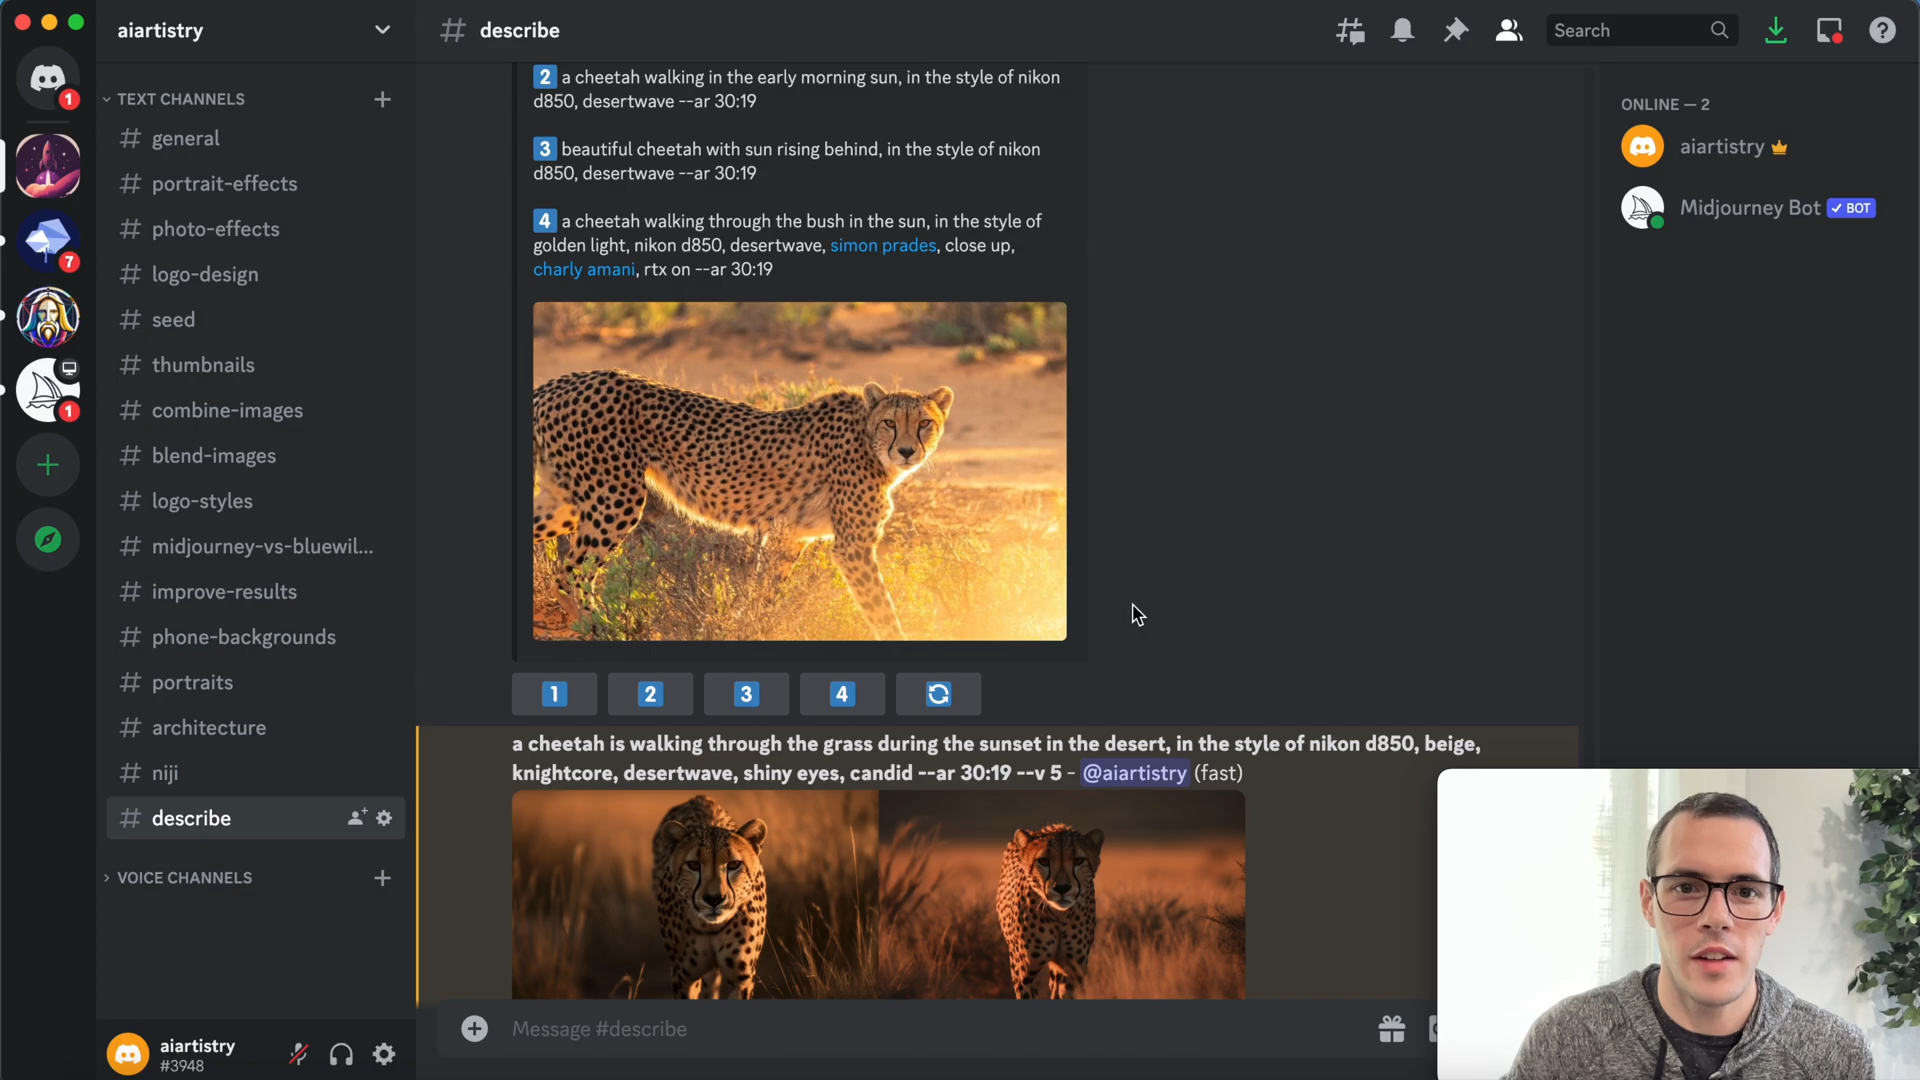 aiartistry
describe
Search
1
TEXT CHANNELS
general
portrait-effects
photo-effects
logo-design
seed
thumbnails
combine-images
blend-images
logo-styles
midjourney-vs-bluewil...
improve-results
phone-backgrounds
portraits
architecture
niji
describe
VOICE CHANNELS
7
1
aiartistry
#3948
2 a cheetah walking in the early morning sun, in the style of nikon
d850, desertwave --ar 30:19
3 beautiful cheetah with sun rising behind, in the style of nikon
d850, desertwave --ar 30:19
4 a cheetah walking through the bush in the sun, in the style of
golden light, nikon d850, desertwave, simon prades, close up,
charly amani, rtx on --ar 30:19
1 2 3 4
a cheetah is walking through the grass during the sunset in the desert, in the style of nikon d850, beige,
knightcore, desertwave, shiny eyes, candid --ar 30:19 --v 5 - @aiartistry (fast)
Message #describe
ONLINE — 2
aiartistry
Midjourney Bot ✓ BOT